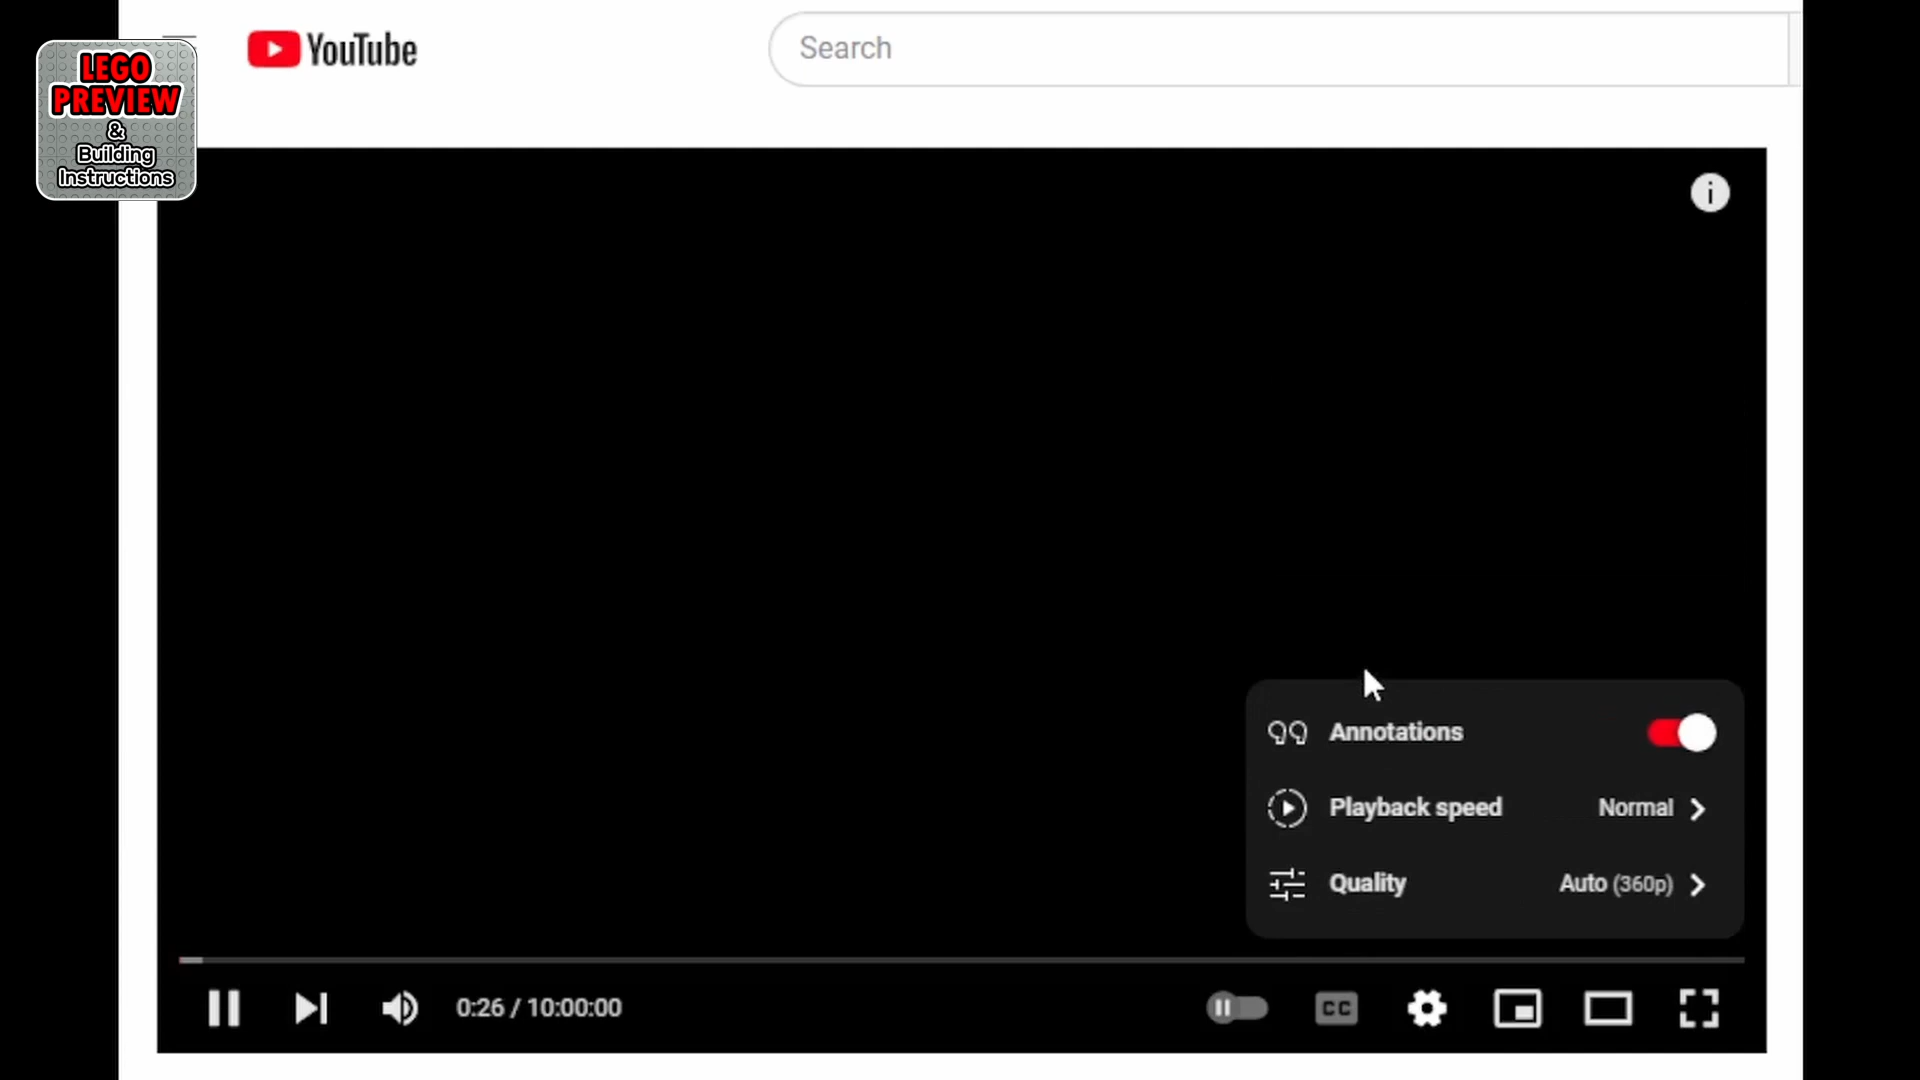 LEGO
PREVIEW
&
Building
Instructions
YouTube
Search
i
Annotations
Playback speed Normal
Quality Auto (360p)
0:26 / 10:00:00
CC